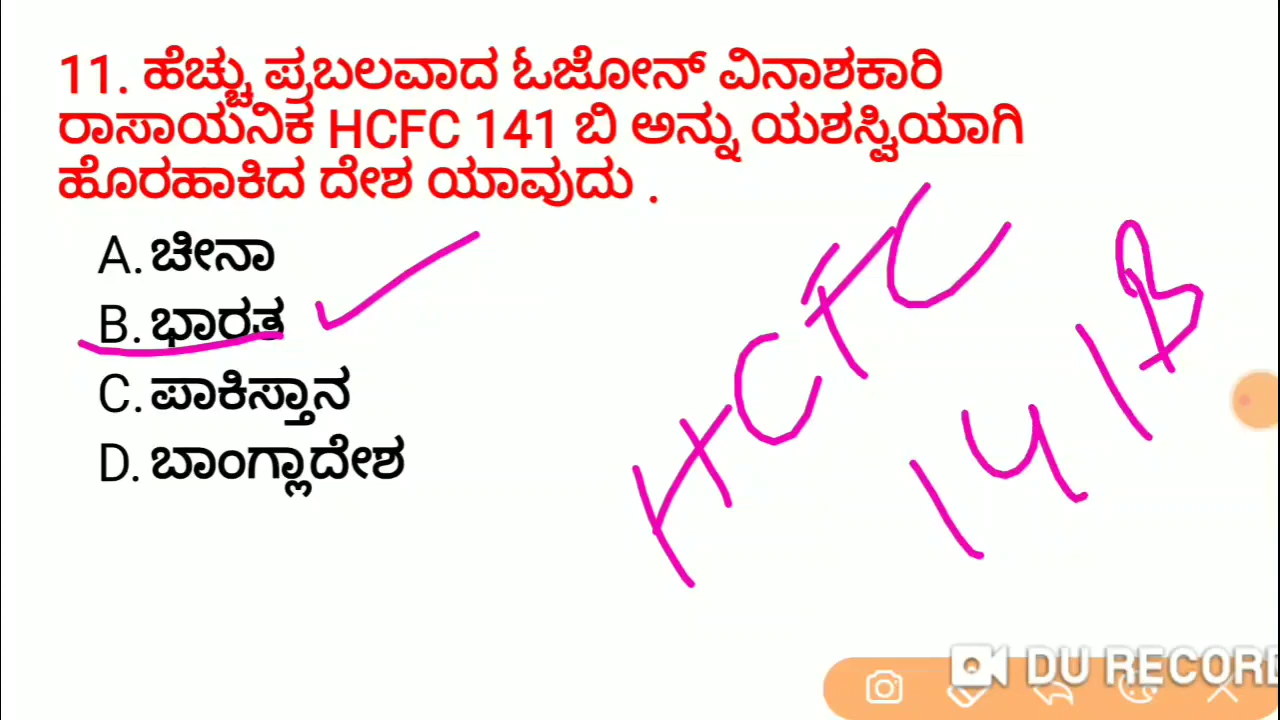 11. ಹೆಚ್ಚು ಪ್ರಬಲವಾದ ಓಜೋನ್ ವಿನಾಶಕಾರಿ
ರಾಸಾಯನಿಕ HCFC 141 ಬಿ ಅನ್ನು ಯಶಸ್ವಿಯಾಗಿ
ಹೊರಹಾಕಿದ ದೇಶ ಯಾವುದು .
A. ಚೀನಾ
B. ಭಾರತ
C. ಪಾಕಿಸ್ತಾನ
D. ಬಾಂಗ್ಲಾದೇಶ
HCFC
141B
DU RECORD